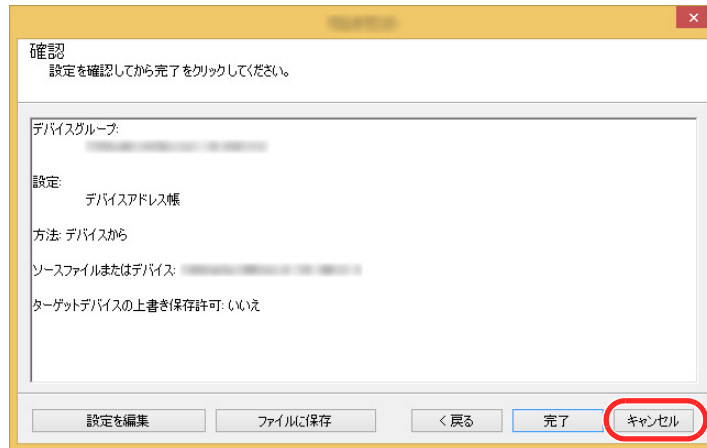 確認
設定を確認してから完了をクリックしてください。
デバイスグループ:
設定:
デバイスアドレス帳
方法: デバイスから
ソースファイルまたはデバイス:
ターゲットデバイスの上書き保存許可: いいえ
設定を編集
ファイルに保存
< 戻る
完了
キャンセル